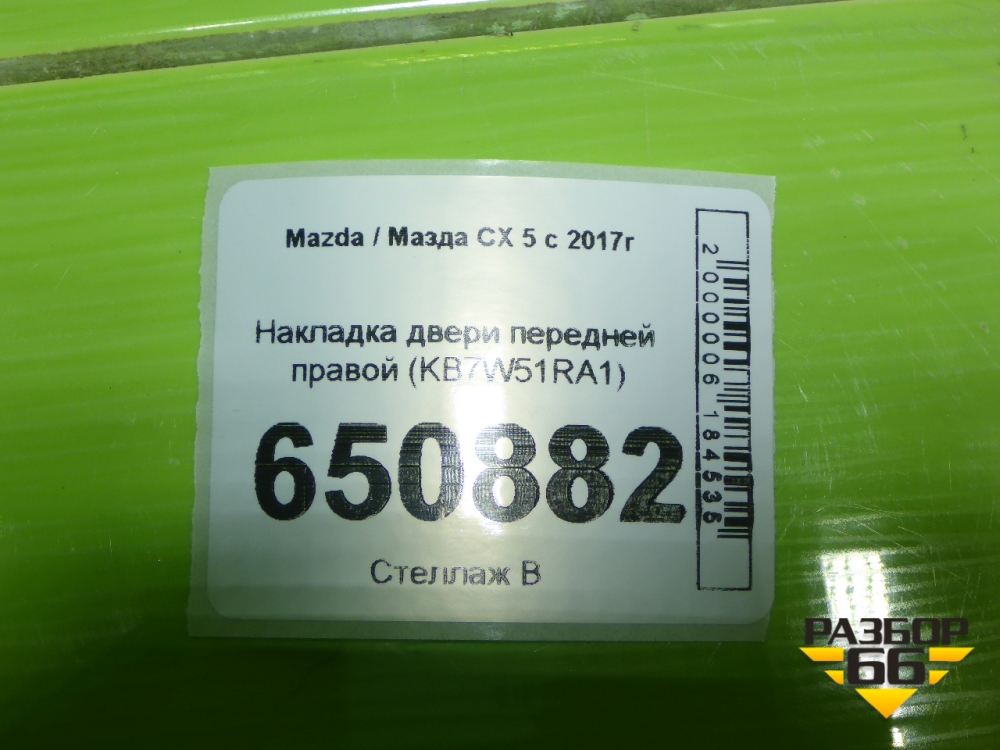 Mazda / Мазда CX 5 с 2017г
Накладка двери передней
правой (KB7W51RA1)
650882
Стеллаж В
2000006184535
РАЗБОР
66